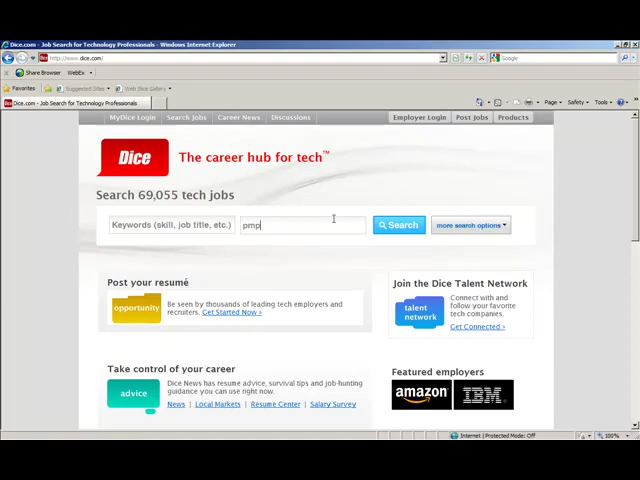 Dice.com - Job Search for Technology Professionals - Windows Internet Explorer
http://www.dice.com/
Google
Share Browser WebEx
Favorites Suggested Sites Web Slice Gallery
Dice.com - Job Search for Technology Professionals
Page Safety Tools
MyDice Login Search Jobs Career News Discussions Employer Login Post Jobs Products
Dice The career hub for tech™
Search 69,055 tech jobs
Keywords (skill, job title, etc.) pmp Search more search options
Post your resumé
opportunity
Be seen by thousands of leading tech employers and
recruiters. Get Started Now ›
Join the Dice Talent Network
talent
network
Connect with and
follow your favorite
tech companies.
Get Connected ›
Take control of your career
advice
Dice News has resume advice, survival tips and job-hunting
guidance you can use right now.
News | Local Markets | Resume Center | Salary Survey
Featured employers
amazon IBM
Internet | Protected Mode: Off 100%